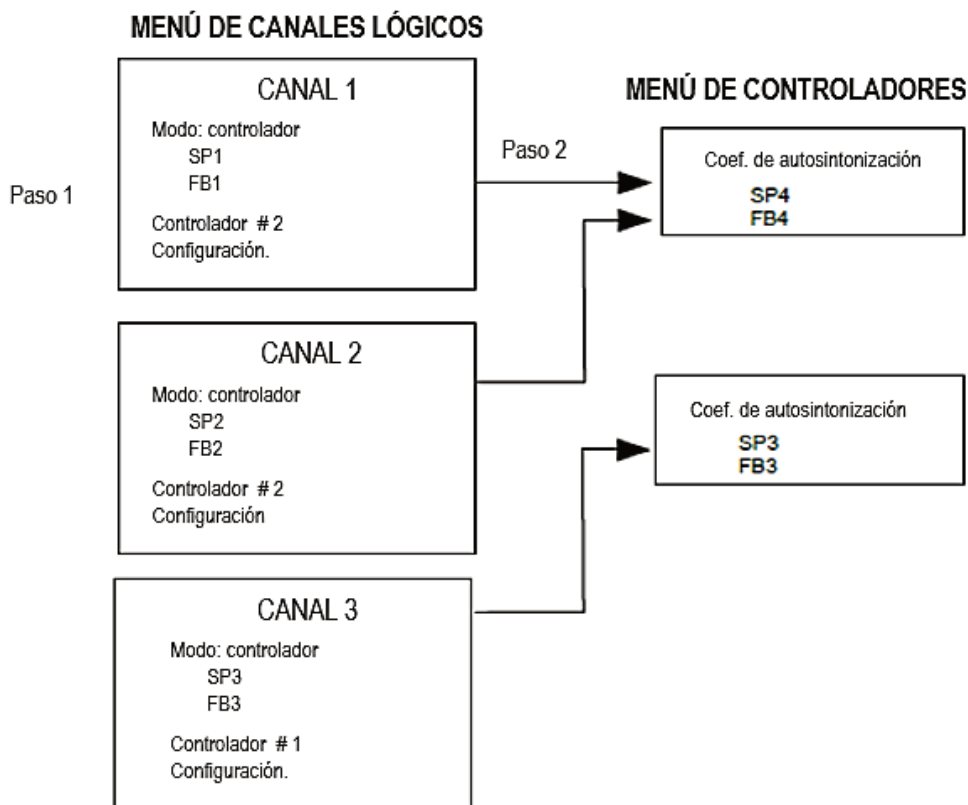 MENÚ DE CANALES LÓGICOS
CANAL 1
Modo: controlador
SP1
FB1
Controlador # 2
Configuración.
Paso 1
Paso 2
MENÚ DE CONTROLADORES
Coef. de autosintonización
SP4
FB4
CANAL 2
Modo: controlador
SP2
FB2
Controlador # 2
Configuración
Coef. de autosintonización
SP3
FB3
CANAL 3
Modo: controlador
SP3
FB3
Controlador # 1
Configuración.